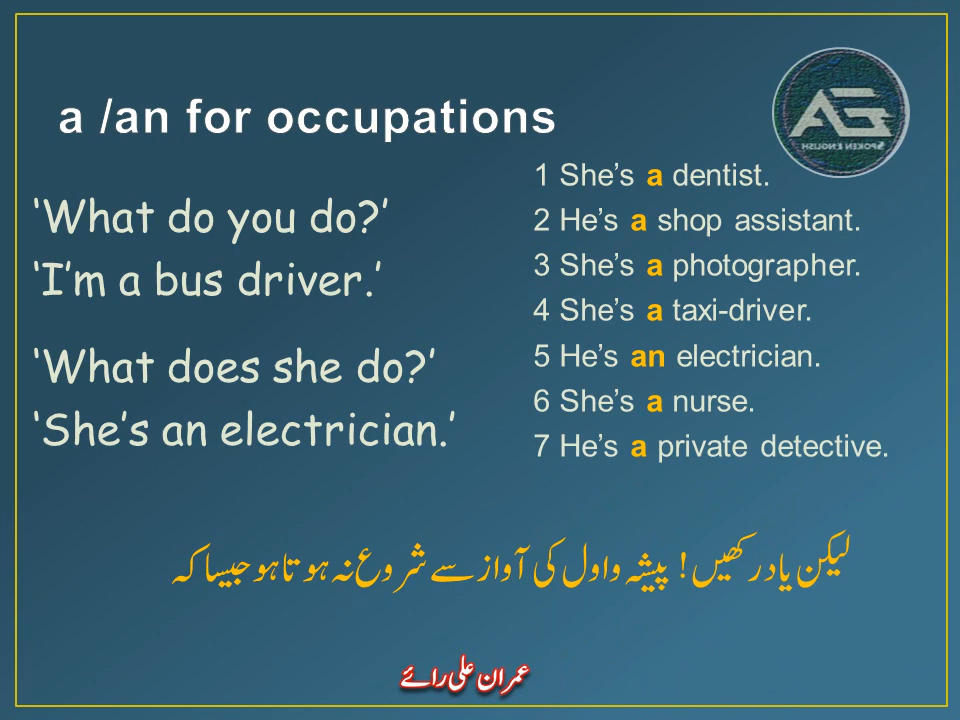 a /an for occupations
‘What do you do?’
‘I’m a bus driver.’
‘What does she do?’
‘She’s an electrician.’
1 She’s a dentist.
2 He’s a shop assistant.
3 She’s a photographer.
4 She’s a taxi-driver.
5 He’s an electrician.
6 She’s a nurse.
7 He’s a private detective.
لیکن یاد رکھیں! پیشہ واول کی آواز سے شروع نہ ہوتا ہو جیسا کہ
عمران علی رائے
SPOKEN ENGLISH